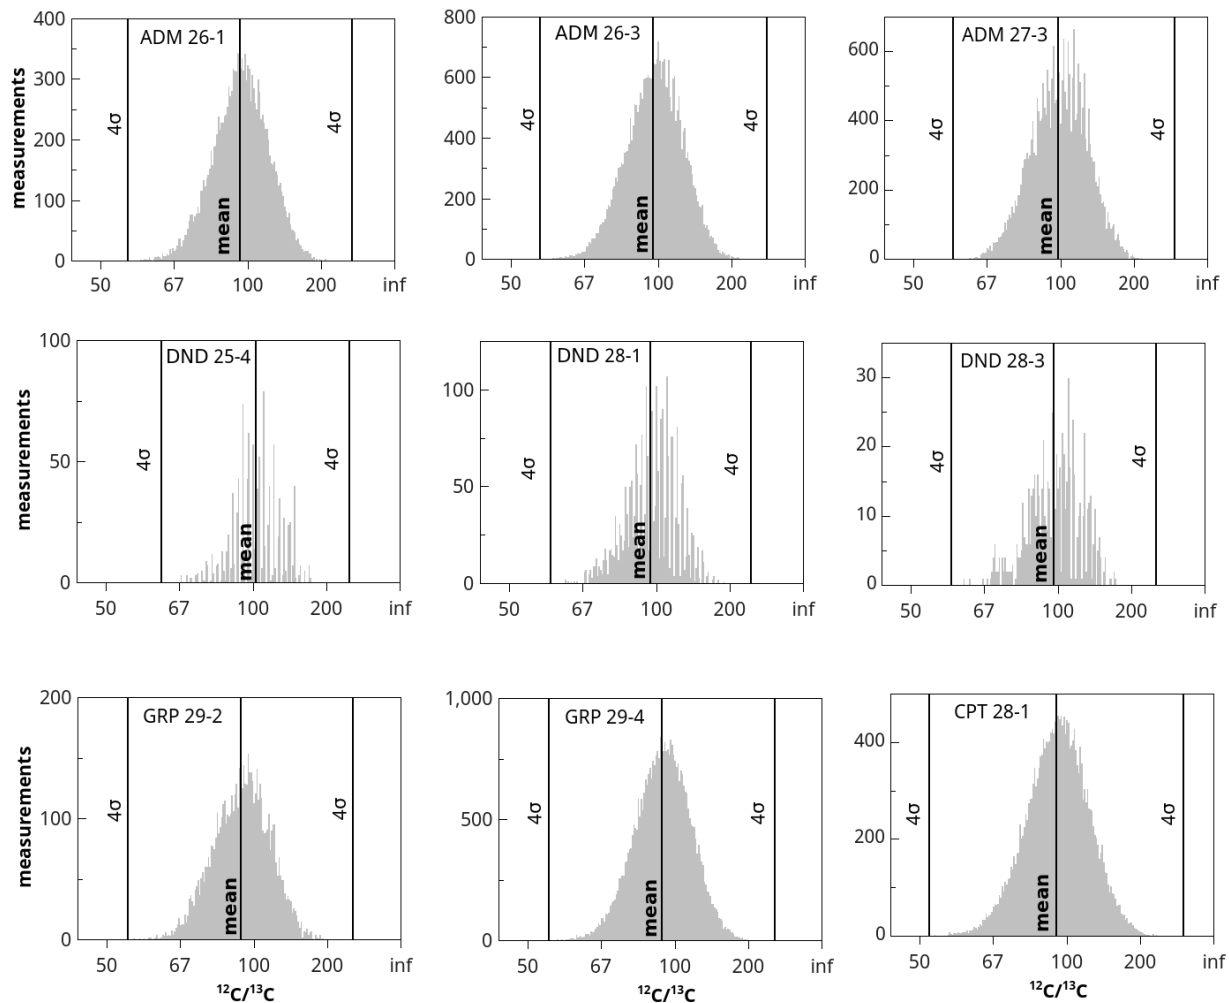 400
300
200
100
0
measurements
ADM 26-1
4σ
mean
4σ
50 67 100 200 inf
800
600
400
200
0
ADM 26-3
4σ
mean
4σ
50 67 100 200 inf
600
400
200
0
ADM 27-3
4σ
mean
4σ
50 67 100 200 inf
100
50
0
measurements
DND 25-4
4σ
mean
4σ
50 67 100 200 inf
100
50
0
DND 28-1
4σ
mean
4σ
50 67 100 200 inf
30
20
10
0
DND 28-3
4σ
mean
4σ
50 67 100 200 inf
200
100
0
measurements
GRP 29-2
4σ
mean
4σ
50 67 100 200 inf
¹²C/¹³C
1,000
500
0
GRP 29-4
4σ
mean
4σ
50 67 100 200 inf
¹²C/¹³C
400
200
0
CPT 28-1
4σ
mean
4σ
50 67 100 200 inf
¹²C/¹³C